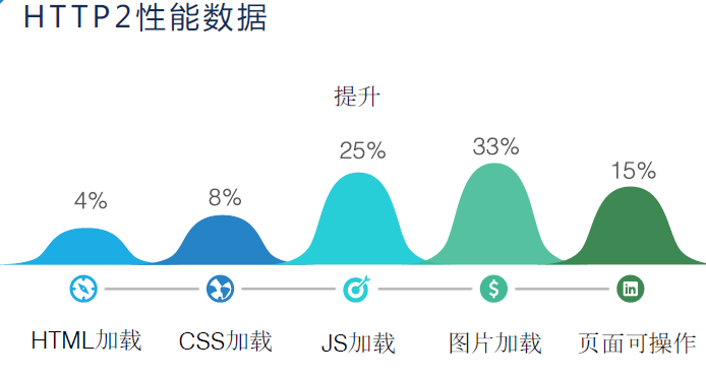 HTTP2性能数据
提升
4%
8%
25%
33%
15%
$
in
HTML加载
CSS加载
JS加载
图片加载
页面可操作